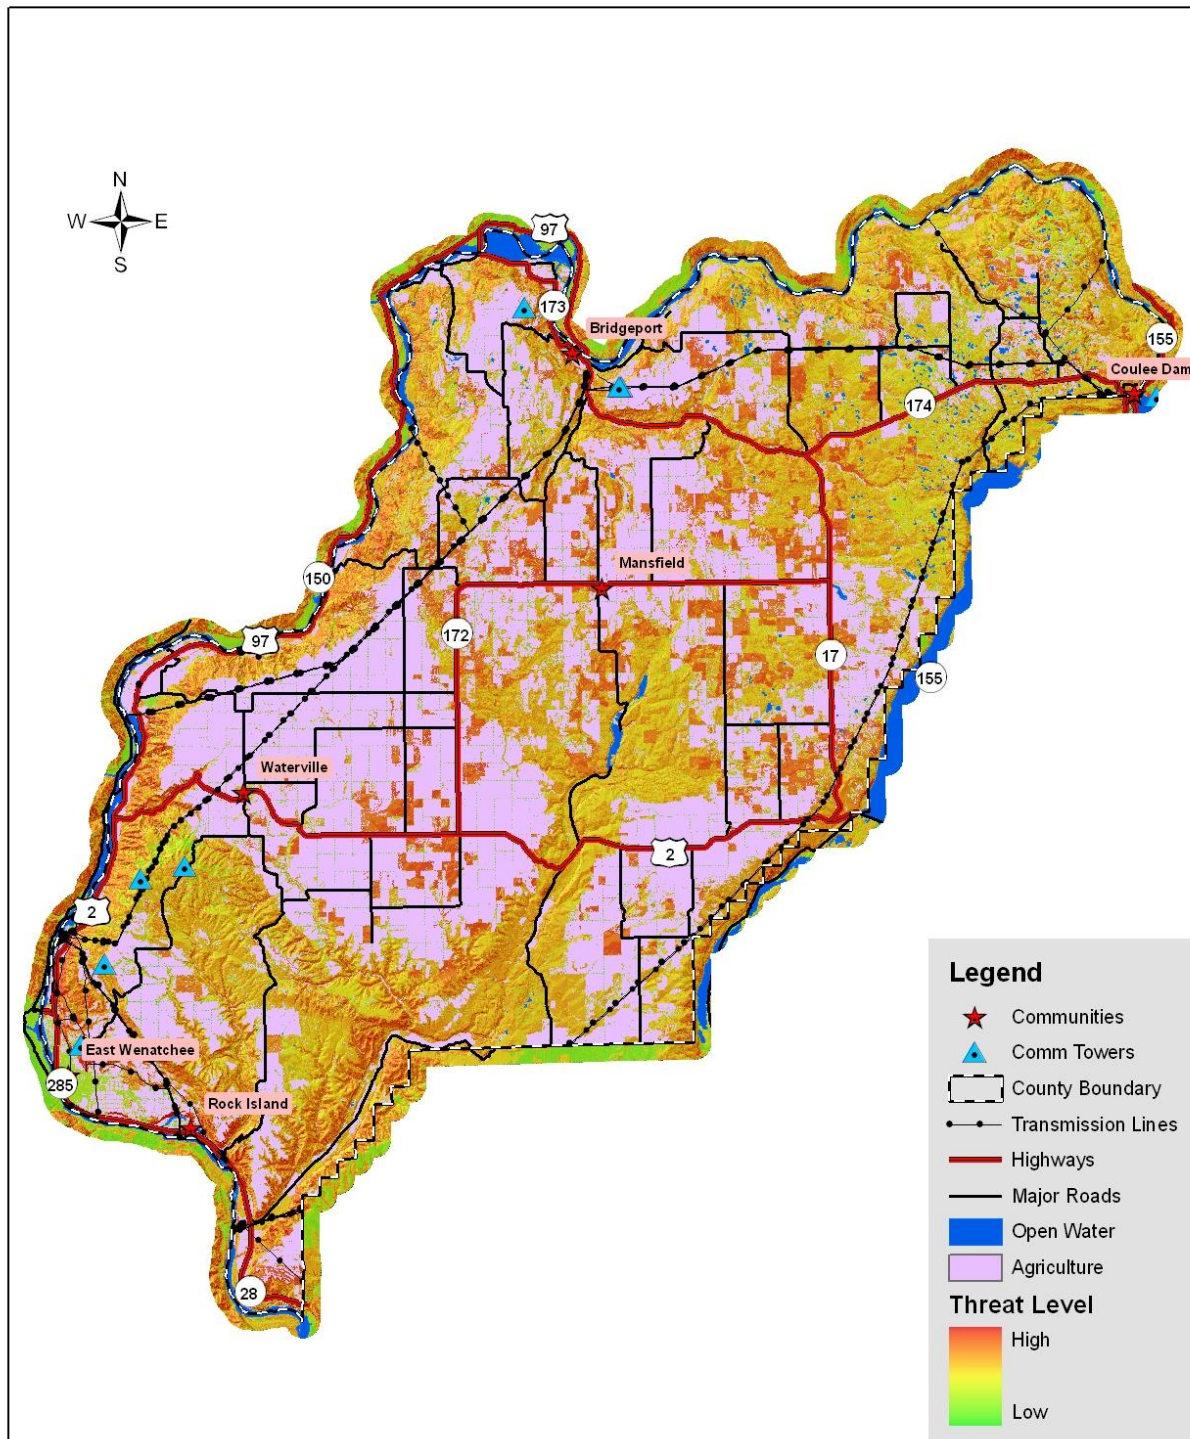 N
W E
S
97
173
Bridgeport
155
Coulee Dam
174
Mansfield
150
97
172
17
155
Waterville
2
2
East Wenatchee
285
Rock Island
28
Legend
Communities
Comm Towers
County Boundary
Transmission Lines
Highways
Major Roads
Open Water
Agriculture
Threat Level
High
Low